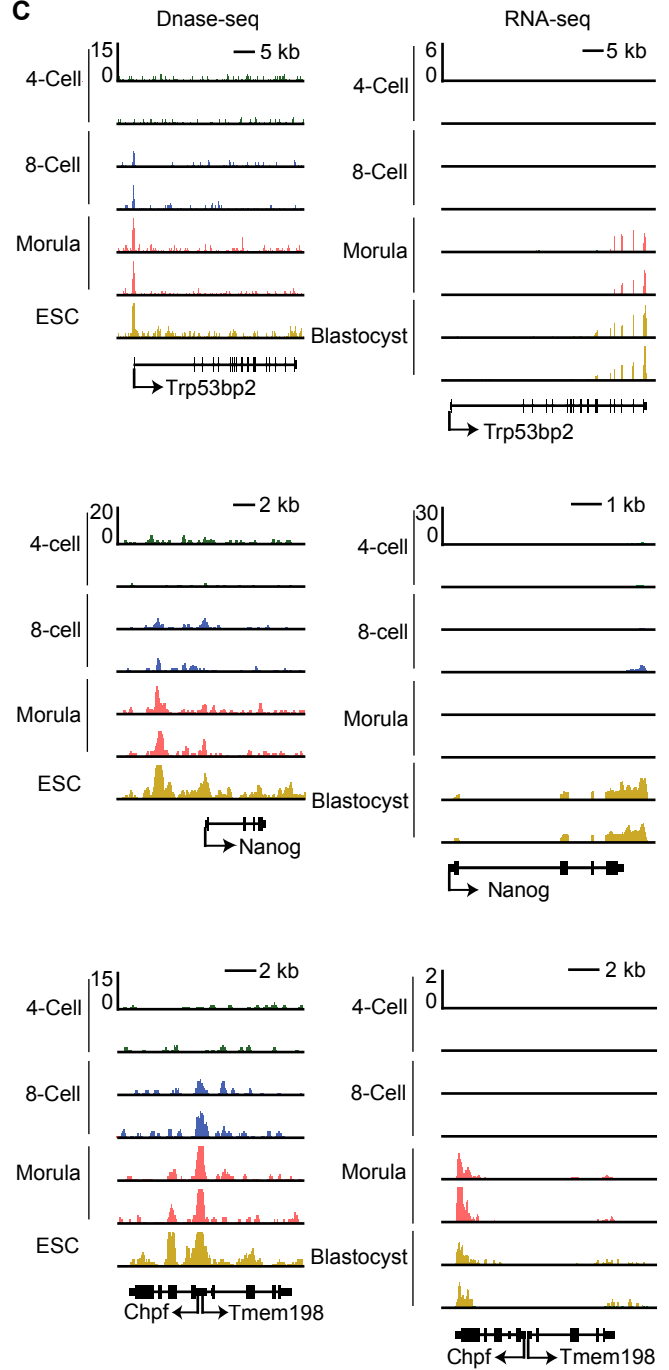 C
Dnase-seq
RNA-seq
15
0
5 kb
4-Cell
8-Cell
Morula
ESC
Trp53bp2
6
0
5 kb
4-Cell
8-Cell
Morula
Blastocyst
Trp53bp2
20
0
2 kb
4-cell
8-cell
Morula
ESC
Nanog
30
0
1 kb
4-cell
8-cell
Morula
Blastocyst
Nanog
15
0
2 kb
4-Cell
8-Cell
Morula
ESC
Chpf
Tmem198
2
0
2 kb
4-Cell
8-Cell
Morula
Blastocyst
Chpf
Tmem198